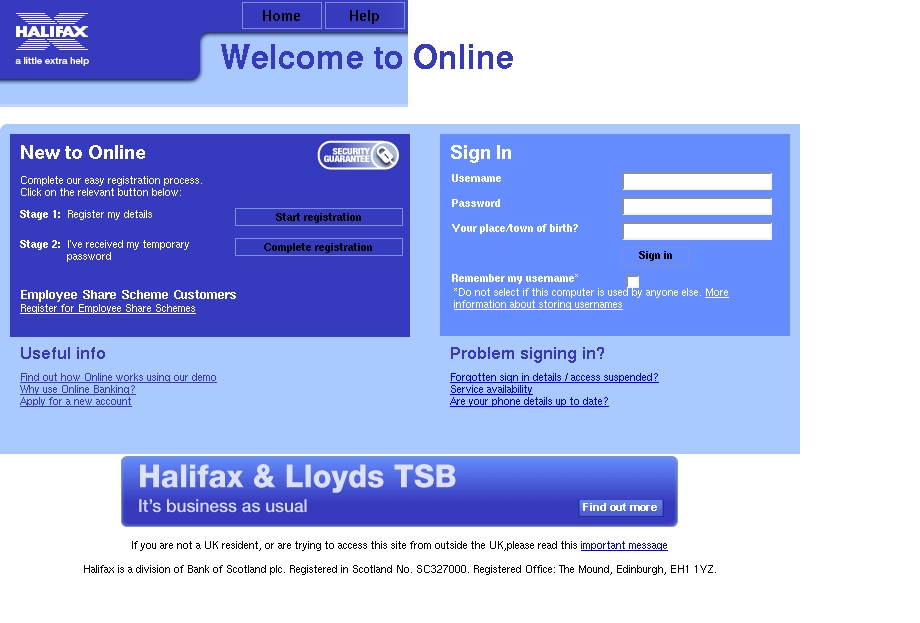 Home Help
HALIFAX
a little extra help
Welcome to Online
New to Online
SECURITY
GUARANTEE
Complete our easy registration process.
Click on the relevant button below:
Stage 1: Register my details
Start registration
Stage 2: I've received my temporary
password
Complete registration
Employee Share Scheme Customers
Register for Employee Share Schemes
Sign In
Username
Password
Your place/town of birth?
Sign in
Remember my username*
*Do not select if this computer is used by anyone else. More
information about storing usernames
Useful info
Find out how Online works using our demo
Why use Online Banking?
Apply for a new account
Problem signing in?
Forgotten sign in details / access suspended?
Service availability
Are your phone details up to date?
Halifax & Lloyds TSB
It's business as usual
Find out more
If you are not a UK resident, or are trying to access this site from outside the UK,please read this important message
Halifax is a division of Bank of Scotland plc. Registered in Scotland No. SC327000. Registered Office: The Mound, Edinburgh, EH1 1YZ.